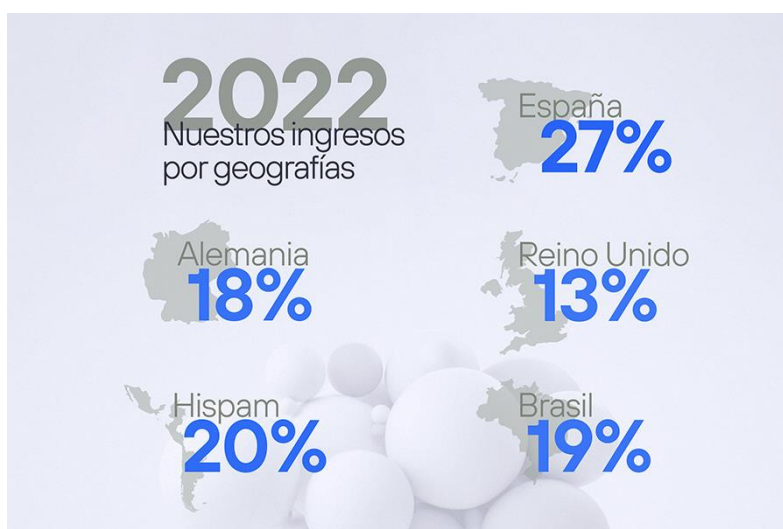 2022
Nuestros ingresos
por geografías
España
27%
Alemania
18%
Reino Unido
13%
Hispam
20%
Brasil
19%